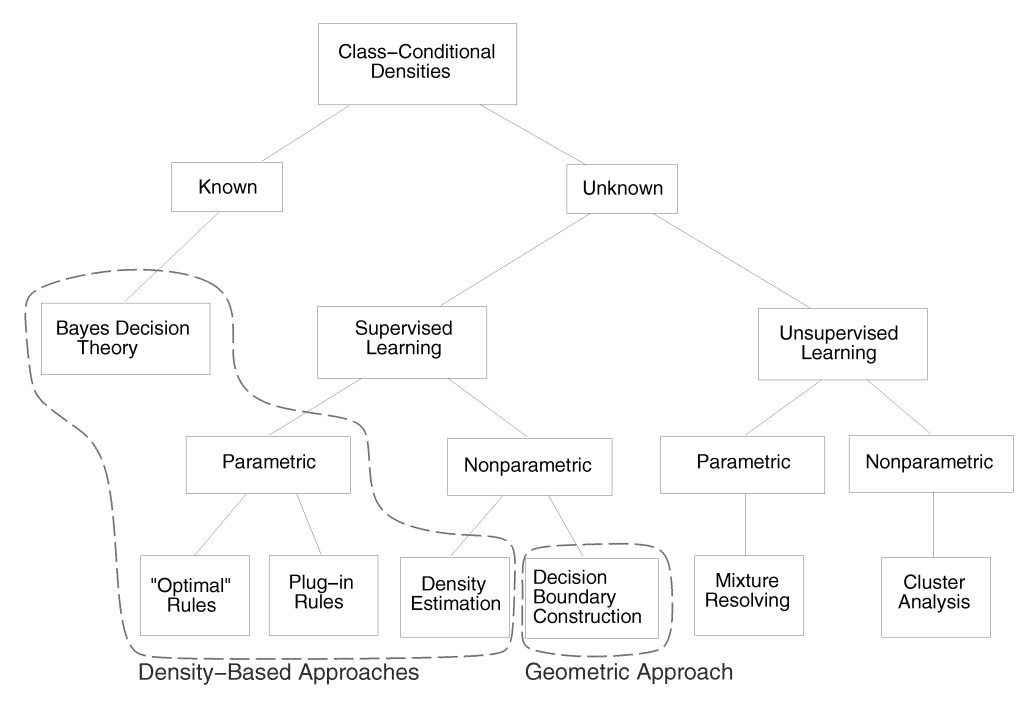 Class–Conditional
Densities
Known
Unknown
Bayes Decision
Theory
Supervised
Learning
Unsupervised
Learning
Parametric
Nonparametric
Parametric
Nonparametric
"Optimal"
Rules
Plug–in
Rules
Density
Estimation
Decision
Boundary
Construction
Mixture
Resolving
Cluster
Analysis
Density–Based Approaches
Geometric Approach